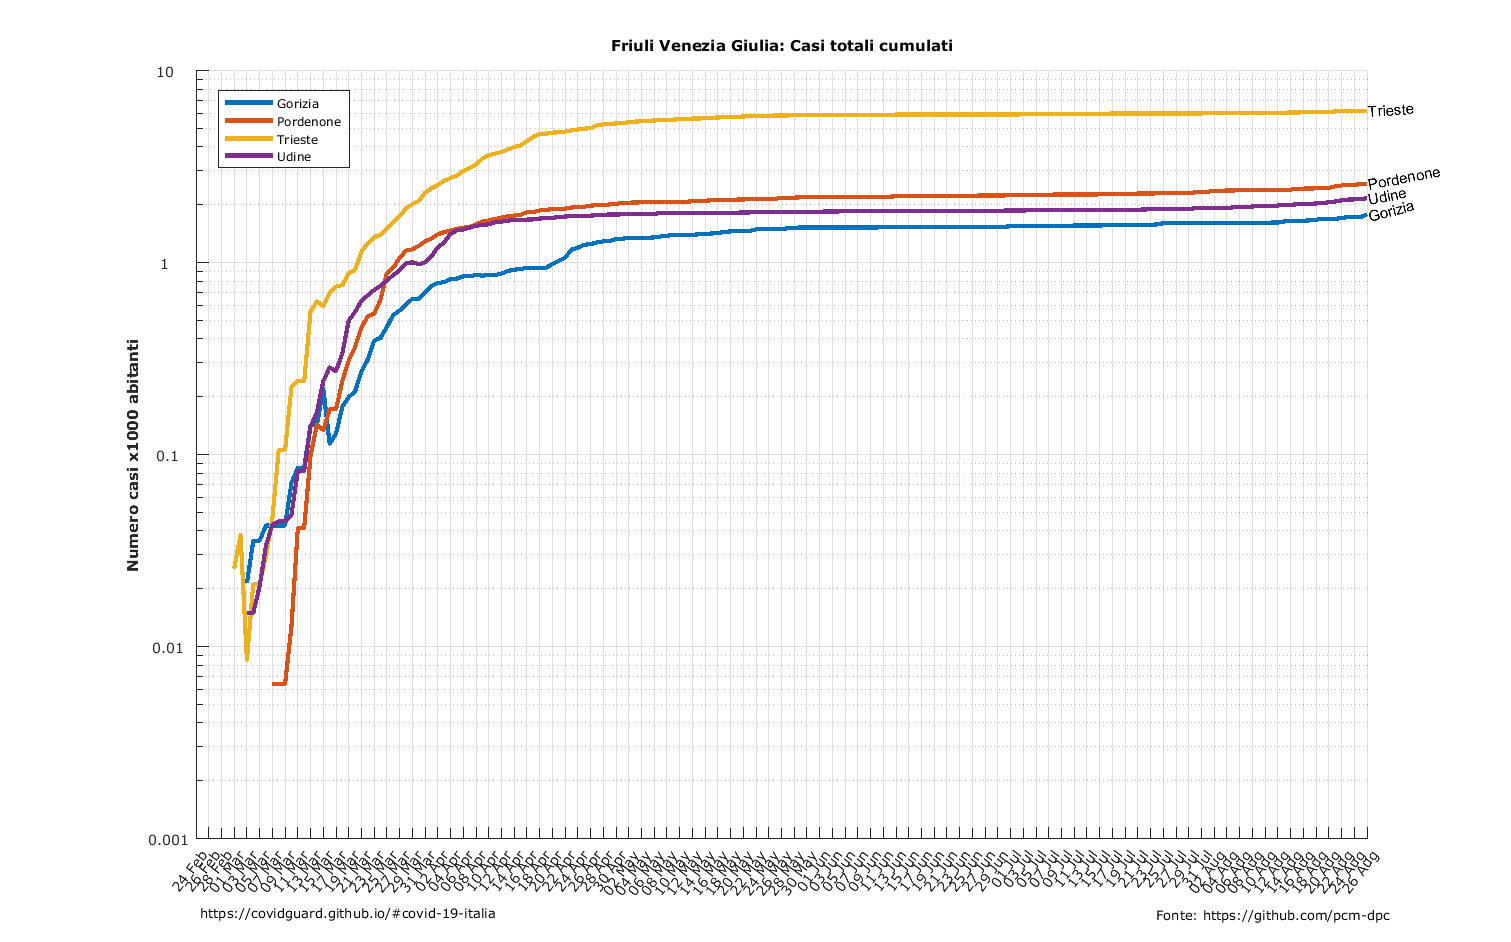 Friuli Venezia Giulia: Casi totali cumulati
10
1
0.1
0.01
0.001
Numero casi x1000 abitanti
Gorizia
Pordenone
Trieste
Udine
Trieste
Pordenone
Udine
Gorizia
24 Feb
26 Feb
28 Feb
01 Mar
03 Mar
05 Mar
07 Mar
09 Mar
11 Mar
13 Mar
15 Mar
17 Mar
19 Mar
21 Mar
23 Mar
25 Mar
27 Mar
29 Mar
31 Mar
02 Apr
04 Apr
06 Apr
08 Apr
10 Apr
12 Apr
14 Apr
16 Apr
18 Apr
20 Apr
22 Apr
24 Apr
26 Apr
28 Apr
30 Apr
02 May
04 May
06 May
08 May
10 May
12 May
14 May
16 May
18 May
20 May
22 May
24 May
26 May
28 May
30 May
01 Jun
03 Jun
05 Jun
07 Jun
09 Jun
11 Jun
13 Jun
15 Jun
17 Jun
19 Jun
21 Jun
23 Jun
25 Jun
27 Jun
29 Jun
01 Jul
03 Jul
05 Jul
07 Jul
09 Jul
11 Jul
13 Jul
15 Jul
17 Jul
19 Jul
21 Jul
23 Jul
25 Jul
27 Jul
29 Jul
31 Jul
02 Aug
04 Aug
06 Aug
08 Aug
10 Aug
12 Aug
14 Aug
16 Aug
18 Aug
20 Aug
22 Aug
24 Aug
26 Aug
https://covidguard.github.io/#covid-19-italia
Fonte: https://github.com/pcm-dpc